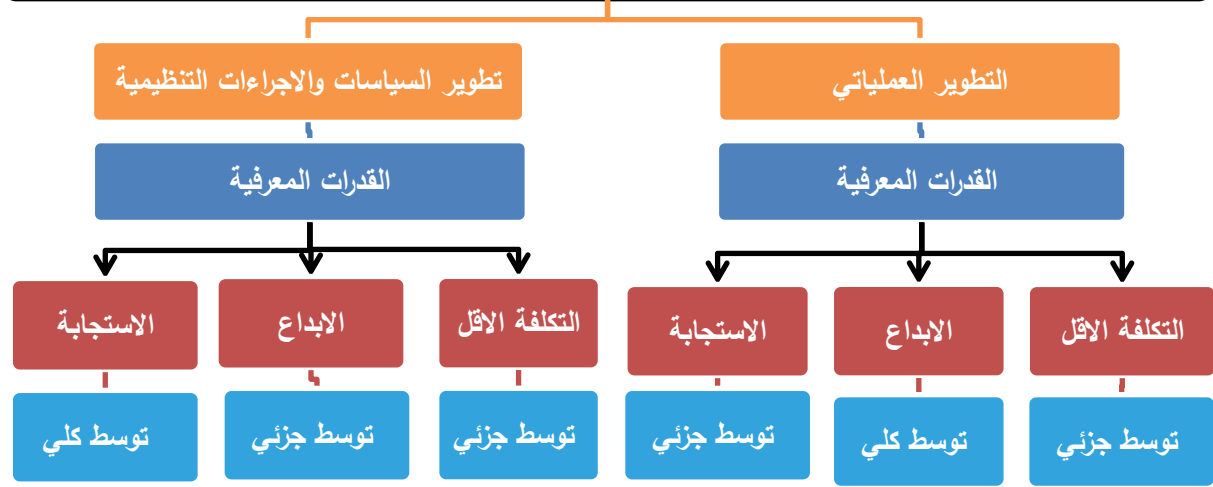 التطوير العملياتي
تطوير السياسات والاجراءات التنظيمية
القدرات المعرفية
القدرات المعرفية
التكلفة الاقل
الابداع
الاستجابة
التكلفة الاقل
الابداع
الاستجابة
توسط جزئي
توسط كلي
توسط جزئي
توسط جزئي
توسط جزئي
توسط كلي